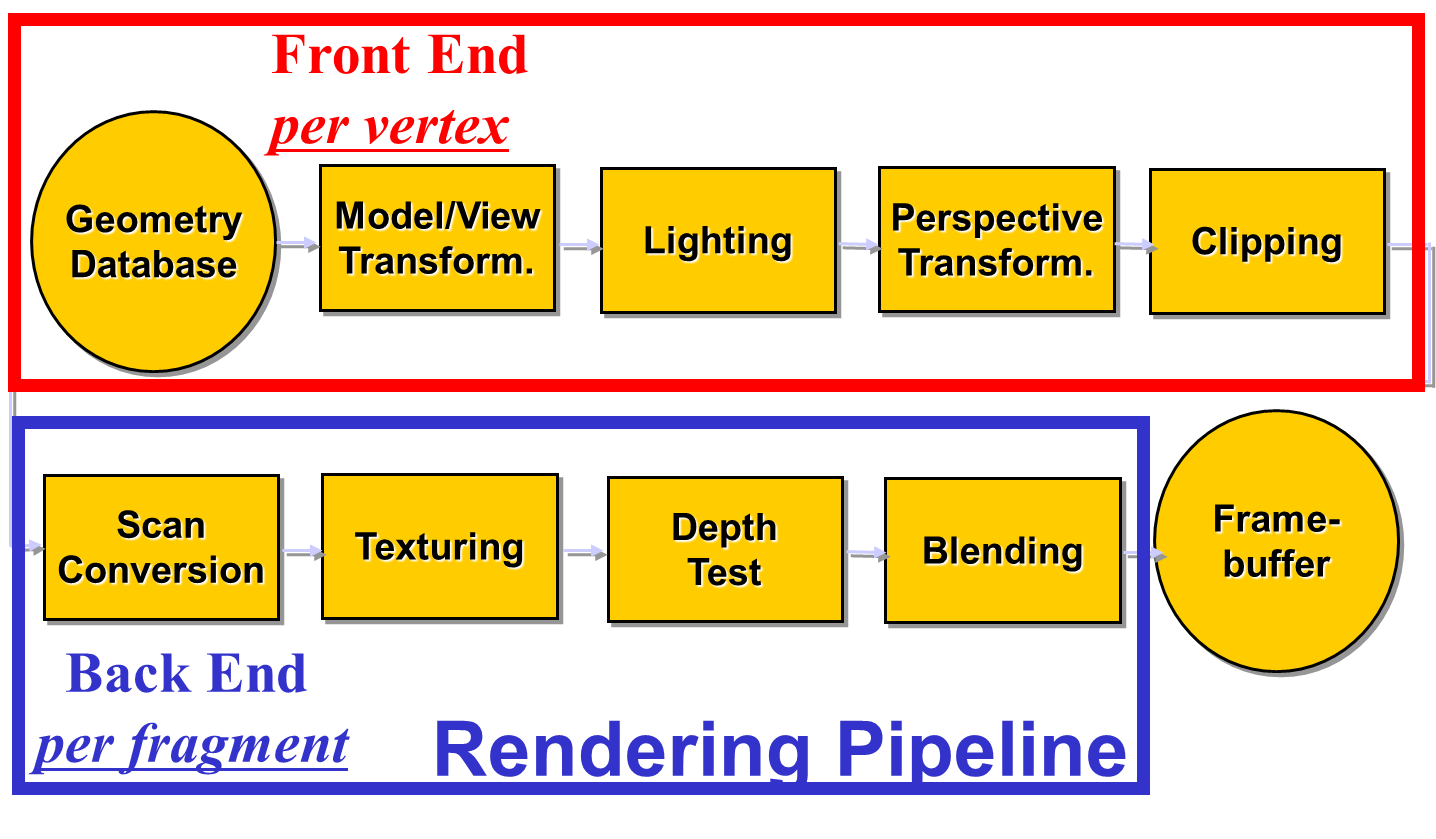 Front End
per vertex
Geometry
Database
Model/View
Transform.
Lighting
Perspective
Transform.
Clipping
Scan
Conversion
Texturing
Depth
Test
Blending
Frame-
buffer
Back End
per fragment
Rendering Pipeline